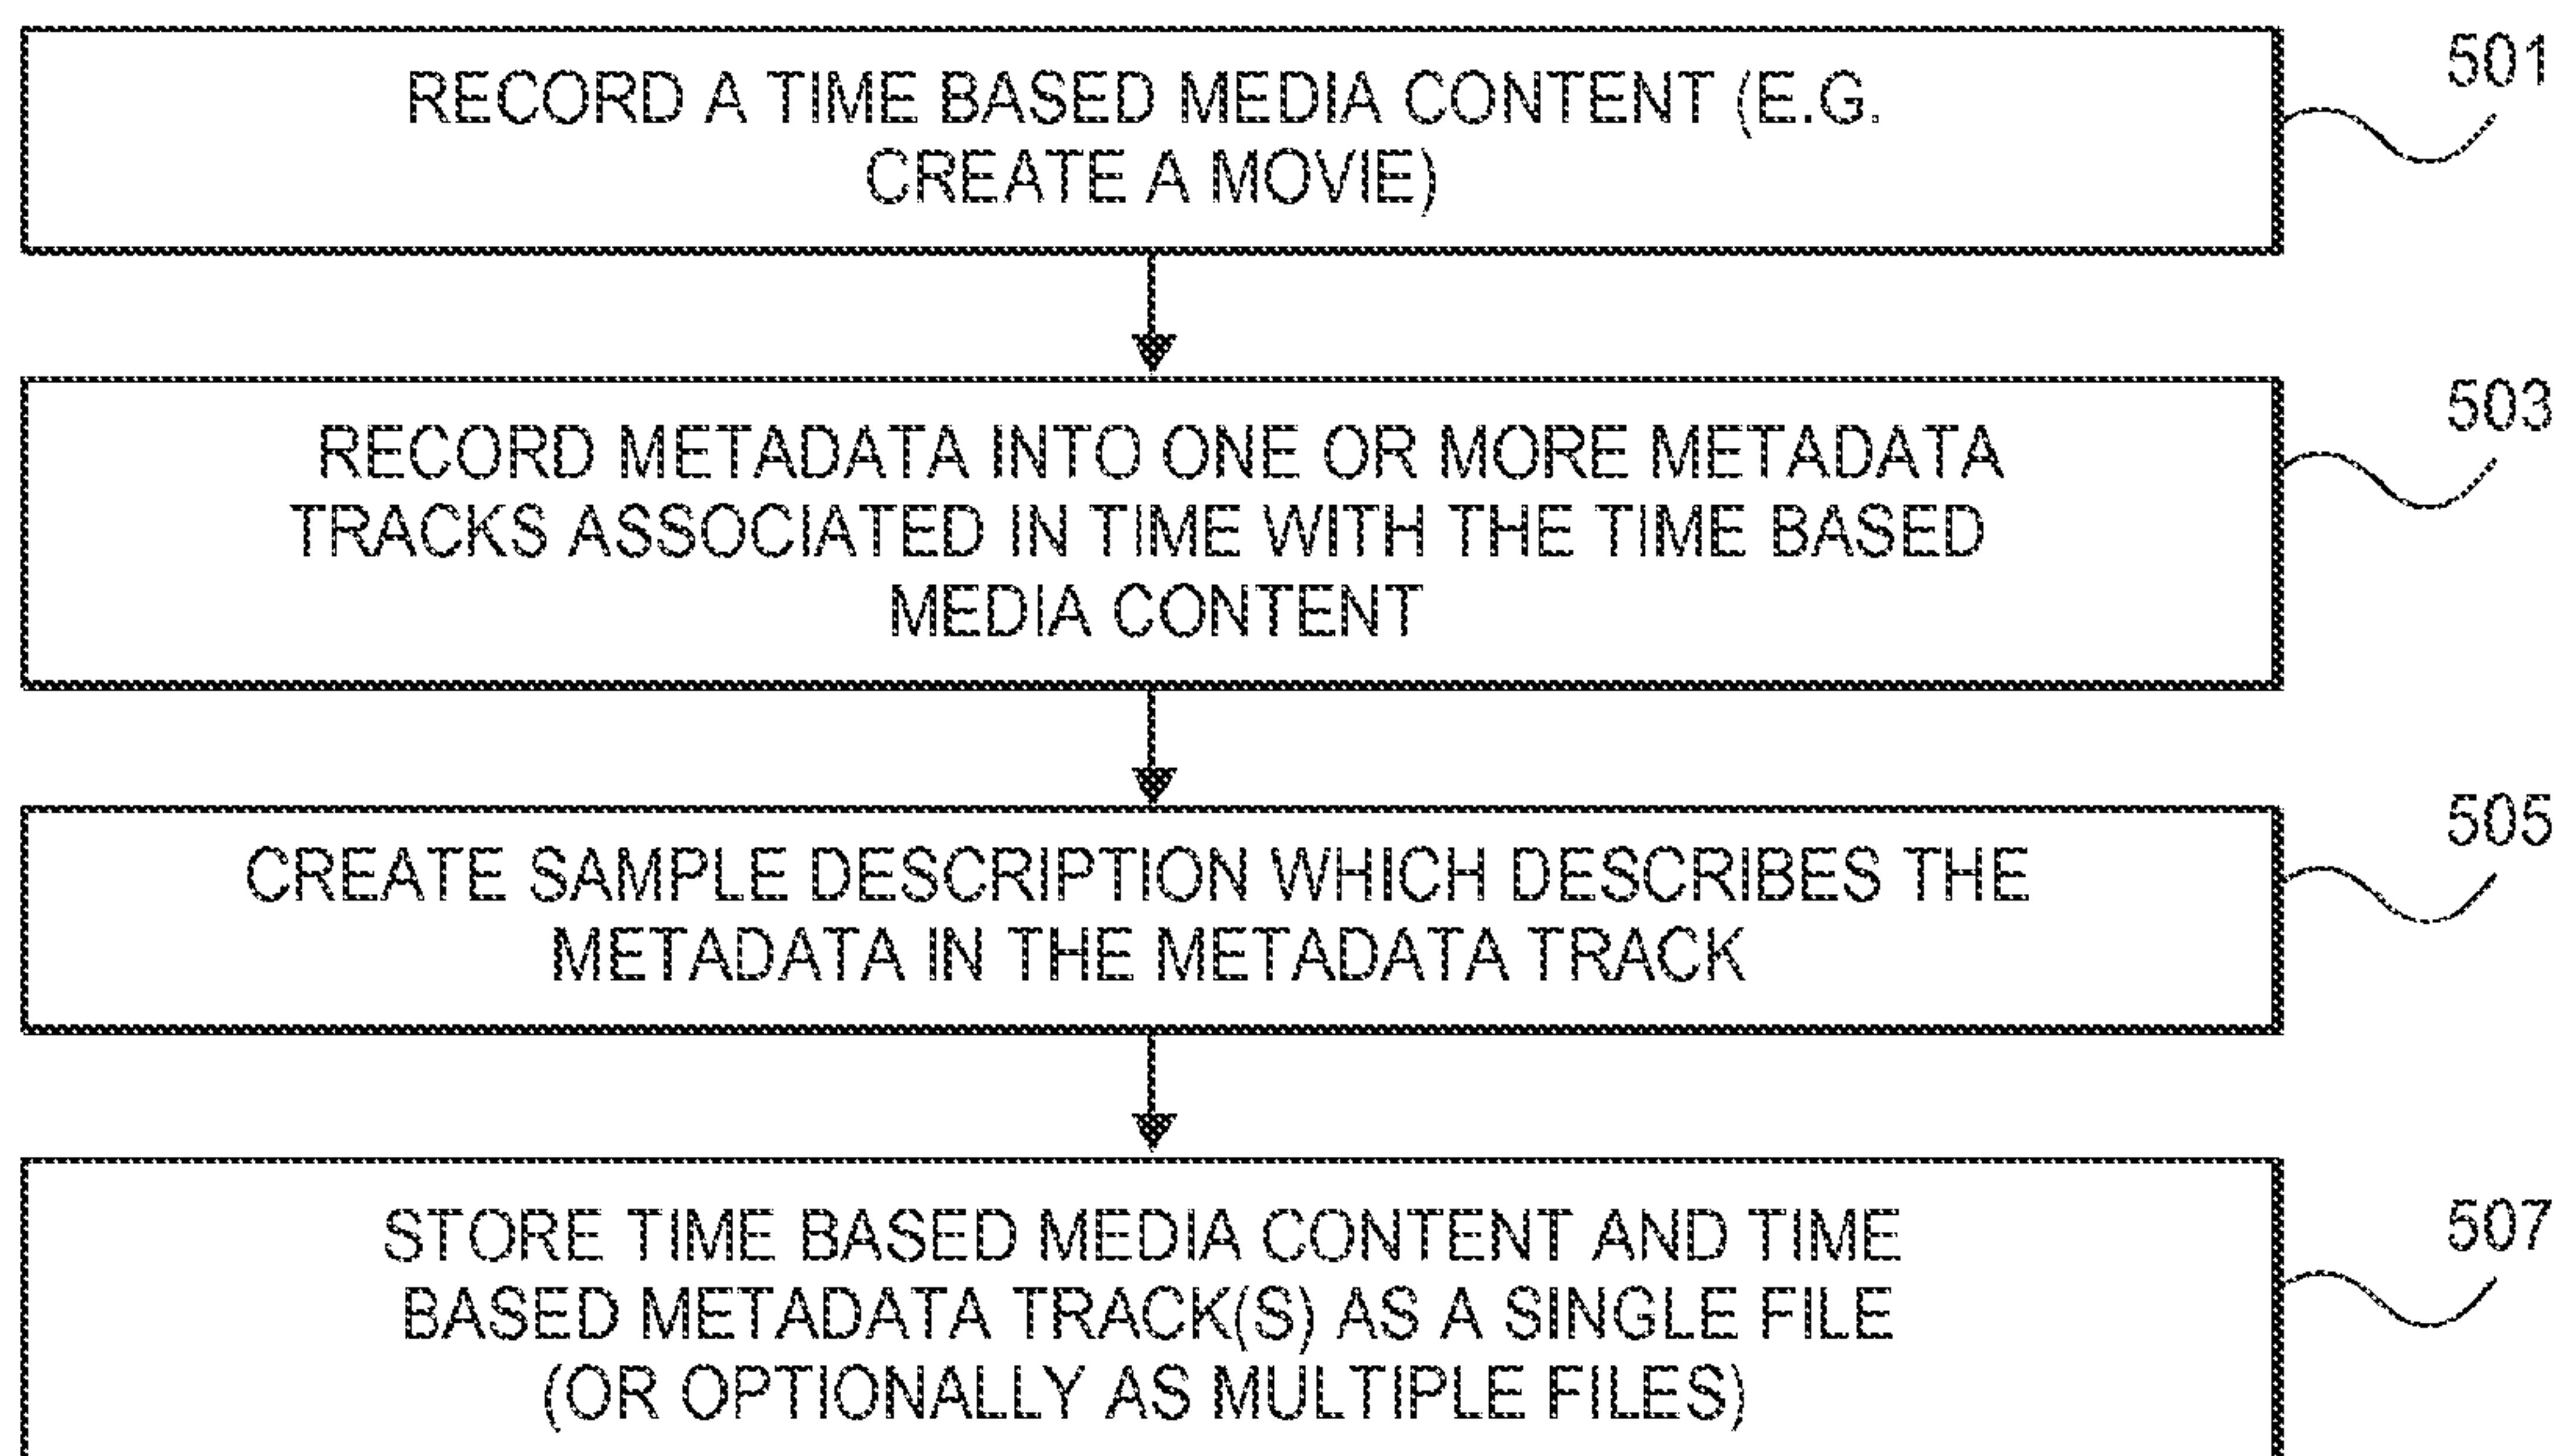 RECORD A TIME BASED MEDIA CONTENT (E.G.
CREATE A MOVIE)
501
RECORD METADATA INTO ONE OR MORE METADATA
TRACKS ASSOCIATED IN TIME WITH THE TIME BASED
MEDIA CONTENT
503
CREATE SAMPLE DESCRIPTION WHICH DESCRIBES THE
METADATA IN THE METADATA TRACK
505
STORE TIME BASED MEDIA CONTENT AND TIME
BASED METADATA TRACK(S) AS A SINGLE FILE
(OR OPTIONALLY AS MULTIPLE FILES)
507